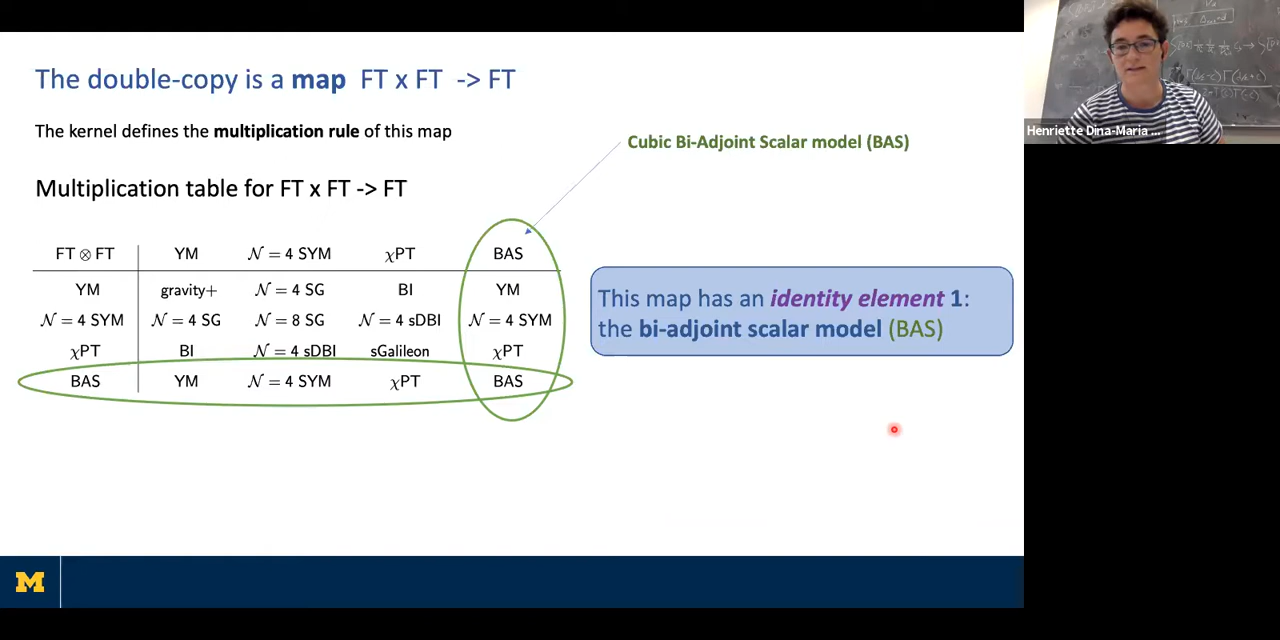 The double-copy is a map FT x FT -> FT
The kernel defines the multiplication rule of this map
Cubic Bi-Adjoint Scalar model (BAS)
Multiplication table for FT x FT -> FT
FT ⊗ FT YM 𝒩 = 4 SYM χPT BAS
YM gravity+ 𝒩 = 4 SG BI YM
𝒩 = 4 SYM 𝒩 = 4 SG 𝒩 = 8 SG 𝒩 = 4 sDBI 𝒩 = 4 SYM
χPT BI 𝒩 = 4 sDBI sGalileon χPT
BAS YM 𝒩 = 4 SYM χPT BAS
This map has an identity element 1:
the bi-adjoint scalar model (BAS)
M
Henriette Dina-Maria ...